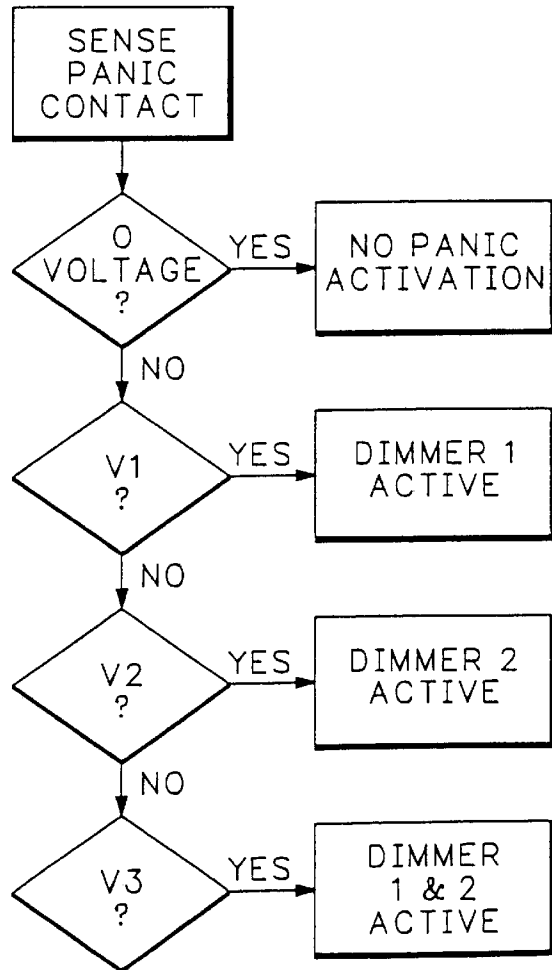 SENSE
PANIC
CONTACT
0
VOLTAGE
?
YES
NO PANIC
ACTIVATION
NO
V1
?
YES
DIMMER 1
ACTIVE
NO
V2
?
YES
DIMMER 2
ACTIVE
NO
V3
?
YES
DIMMER
1 & 2
ACTIVE